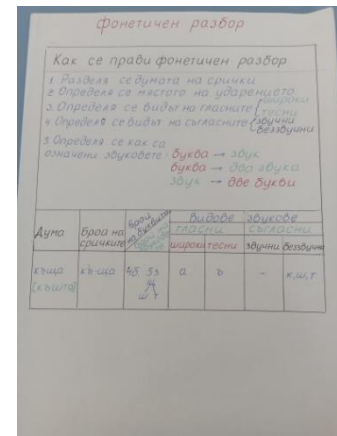 Фонетичен разбор
Как се прави фонетичен разбор
1. Разделя се думата на срички
2. Определя се мястото на ударението
3. Определя се видът на гласните широки
тесни
4. Определя се видът на съгласните звучни
беззвучни
5. Определя се как са
означени звуковете: буква → звук
буква → два звука
звук → две букви
Дума Брой на сричките Брой на буквите Видове звукове
гласни съгласни
широки тесни звучни беззвучни
къща къ-ща 4б 5з а ъ - к,ш,т
(къшта) щ
ш т